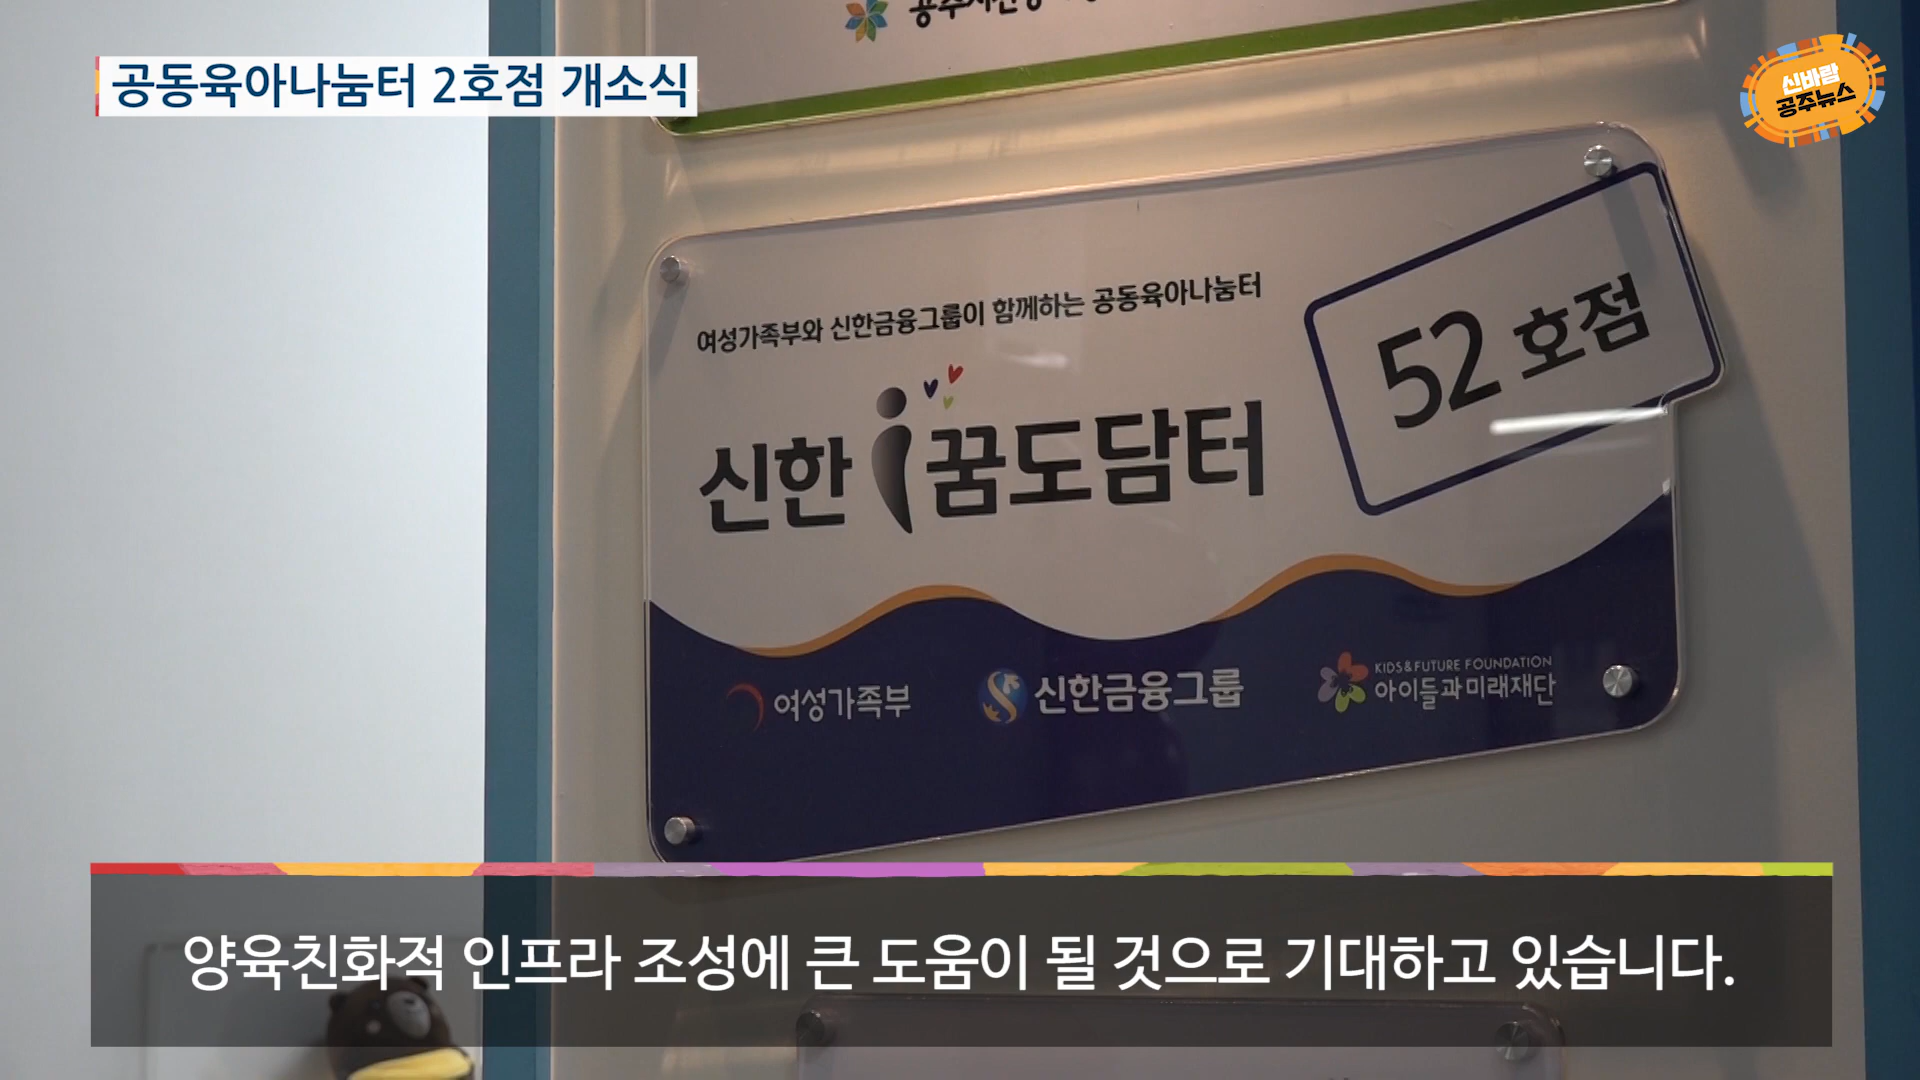 공동육아나눔터 2호점 개소식
신바람
공주뉴스
여성가족부와 신한금융그룹이 함께하는 공동육아나눔터
52호점
신한 i 꿈도담터
여성가족부
신한금융그룹
KIDS & FUTURE FOUNDATION
아이들과미래재단
양육친화적 인프라 조성에 큰 도움이 될 것으로 기대하고 있습니다.